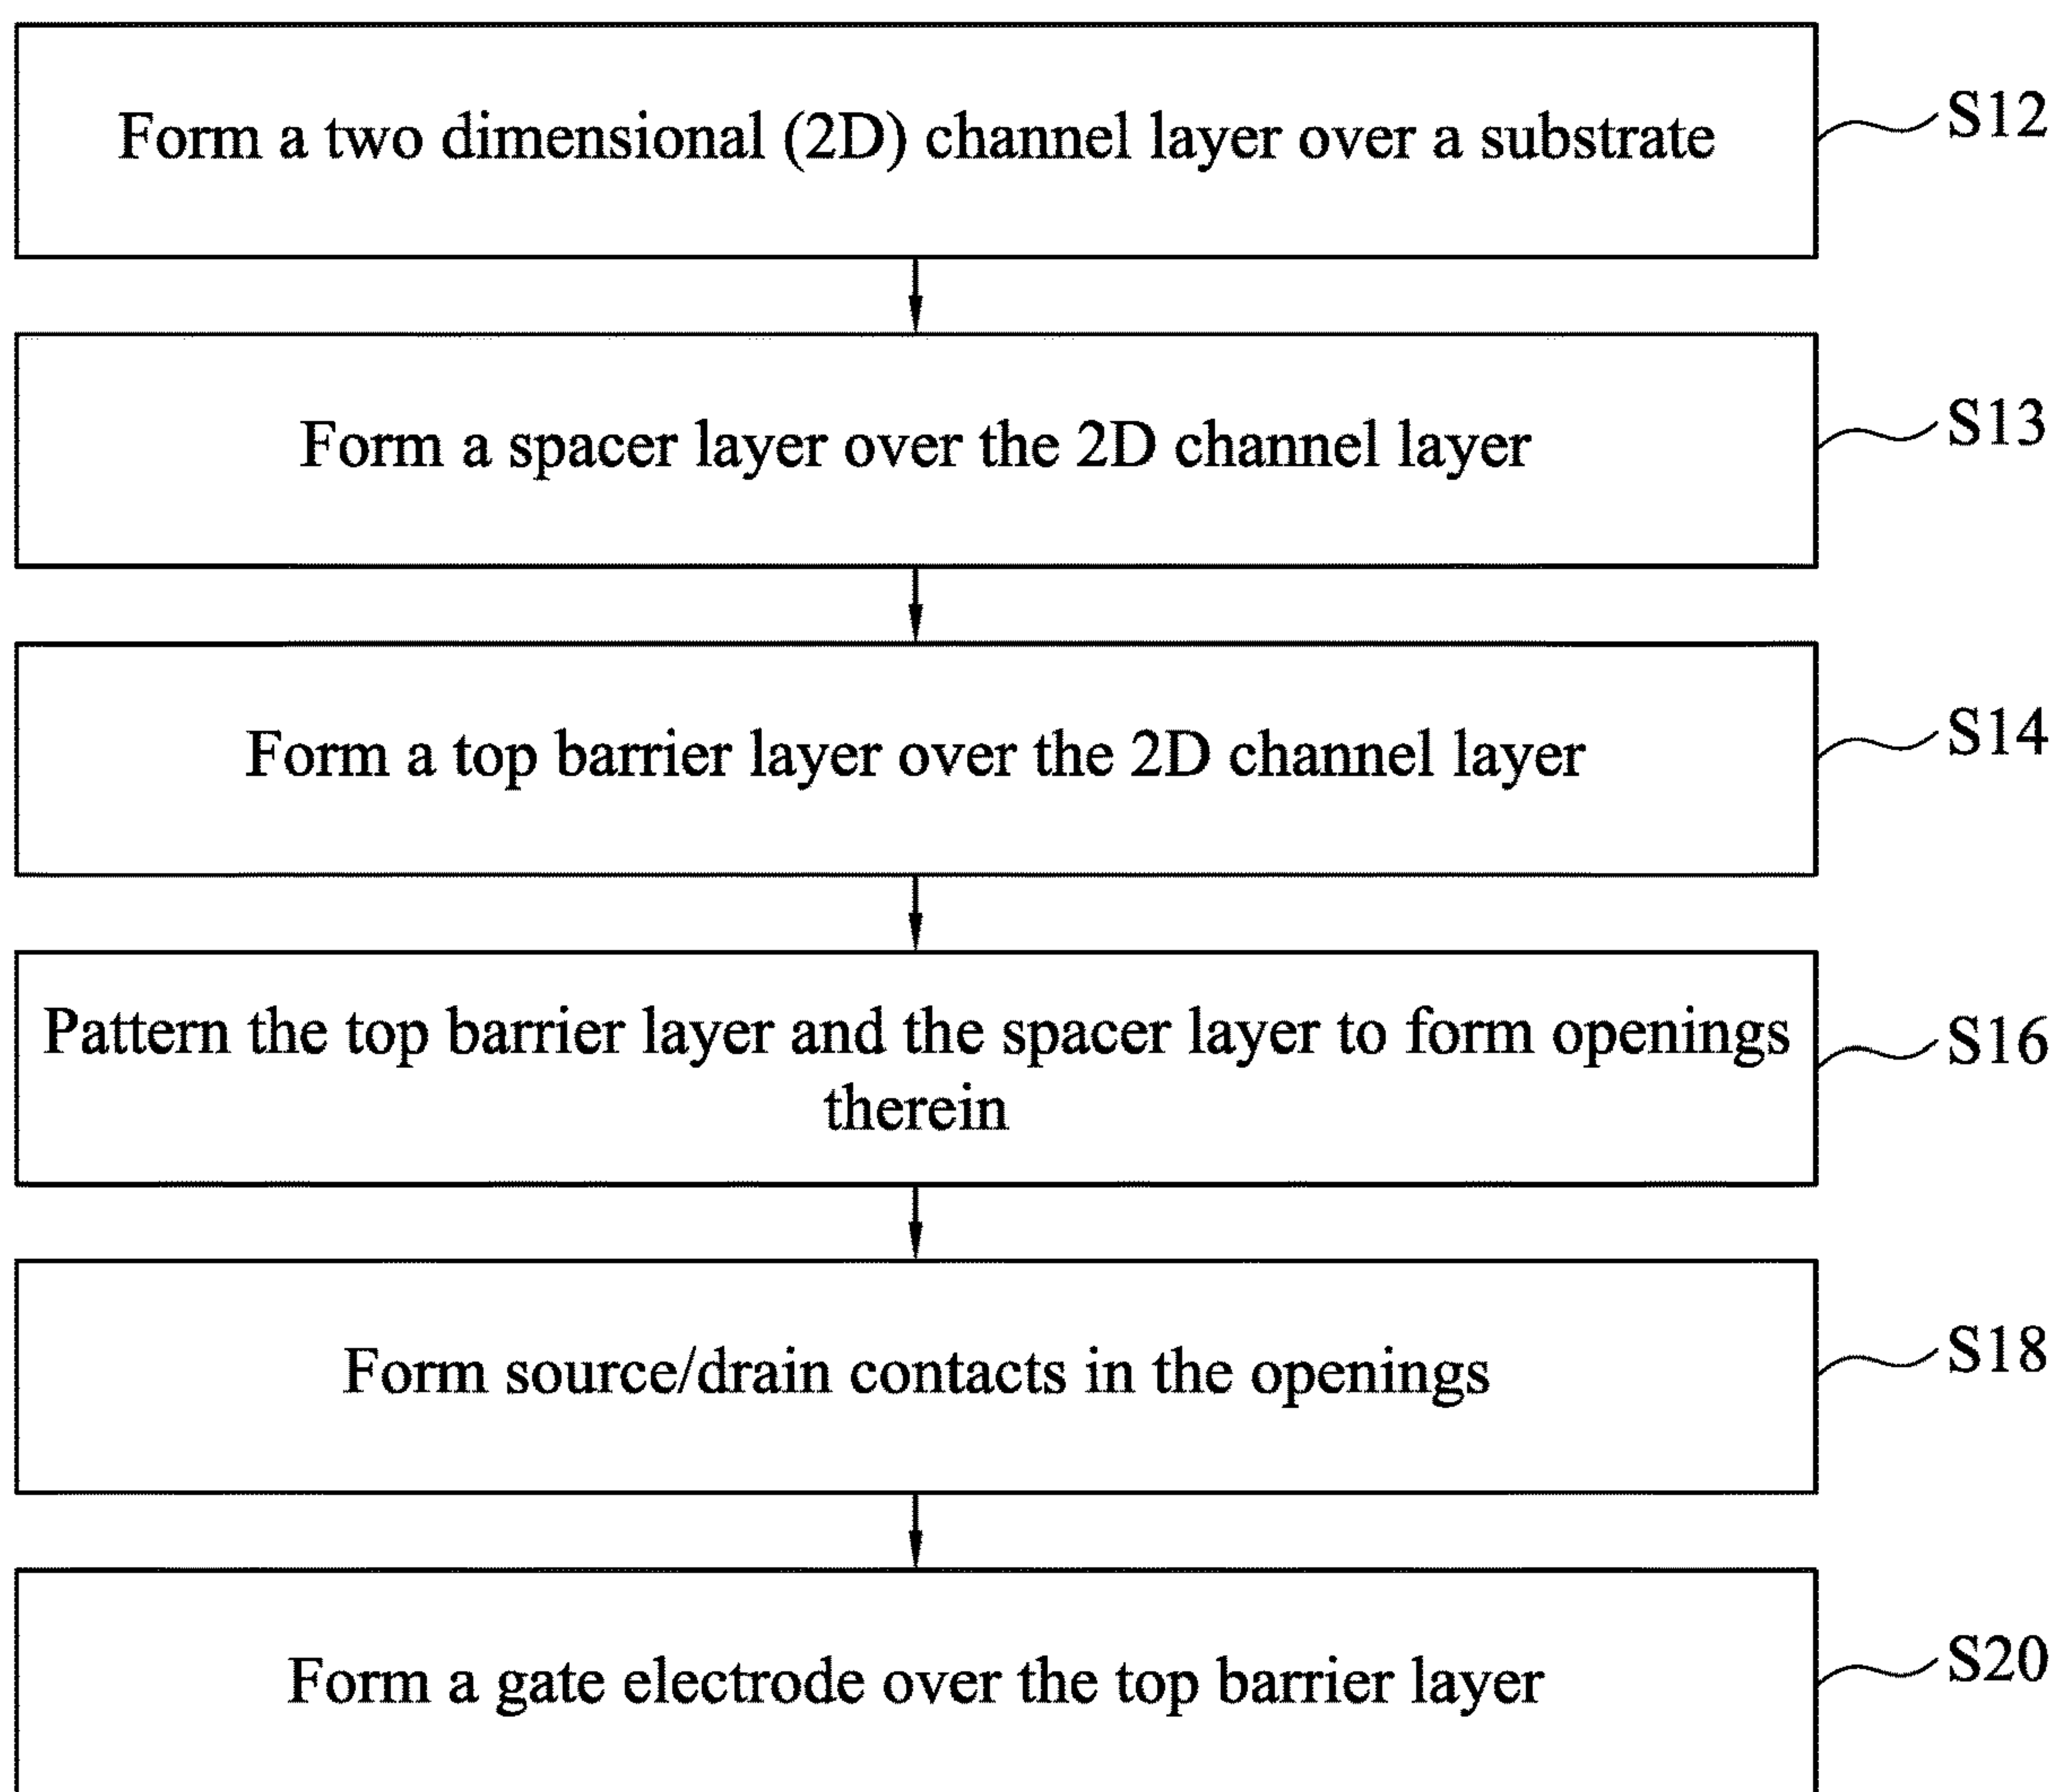 Form a two dimensional (2D) channel layer over a substrate
S12
Form a spacer layer over the 2D channel layer
S13
Form a top barrier layer over the 2D channel layer
S14
Pattern the top barrier layer and the spacer layer to form openings
therein
S16
Form source/drain contacts in the openings
S18
Form a gate electrode over the top barrier layer
S20